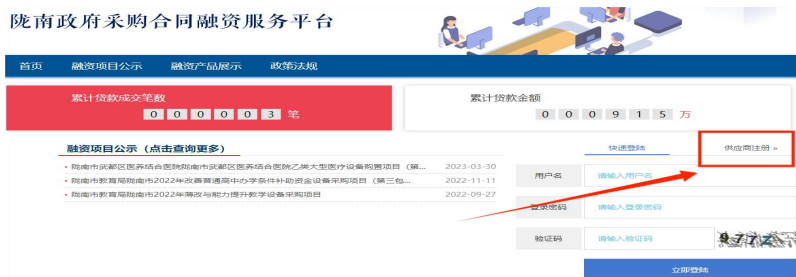 陇南政府采购合同融资服务平台
首页 融资项目公示 融资产品展示 政策法规
累计贷款成交笔数
0 0 0 0 0 3 笔
累计贷款金额
0 0 0 9 1 5 万
融资项目公示（点击查询更多）
• 陇南市武都区医养结合医院陇南市武都区医养结合医院乙类大型医疗设备购置项目（第... 2023-03-30
• 陇南市教育局陇南市2022年改善普通高中办学条件补助资金设备采购项目（第三包... 2022-11-11
• 陇南市教育局陇南市2022年薄改与能力提升教学设备采购项目 2022-09-27
快速登陆 供应商注册 »
用户名 请输入用户名
登录密码 请输入登录密码
验证码 请输入验证码 977Z
立即登陆